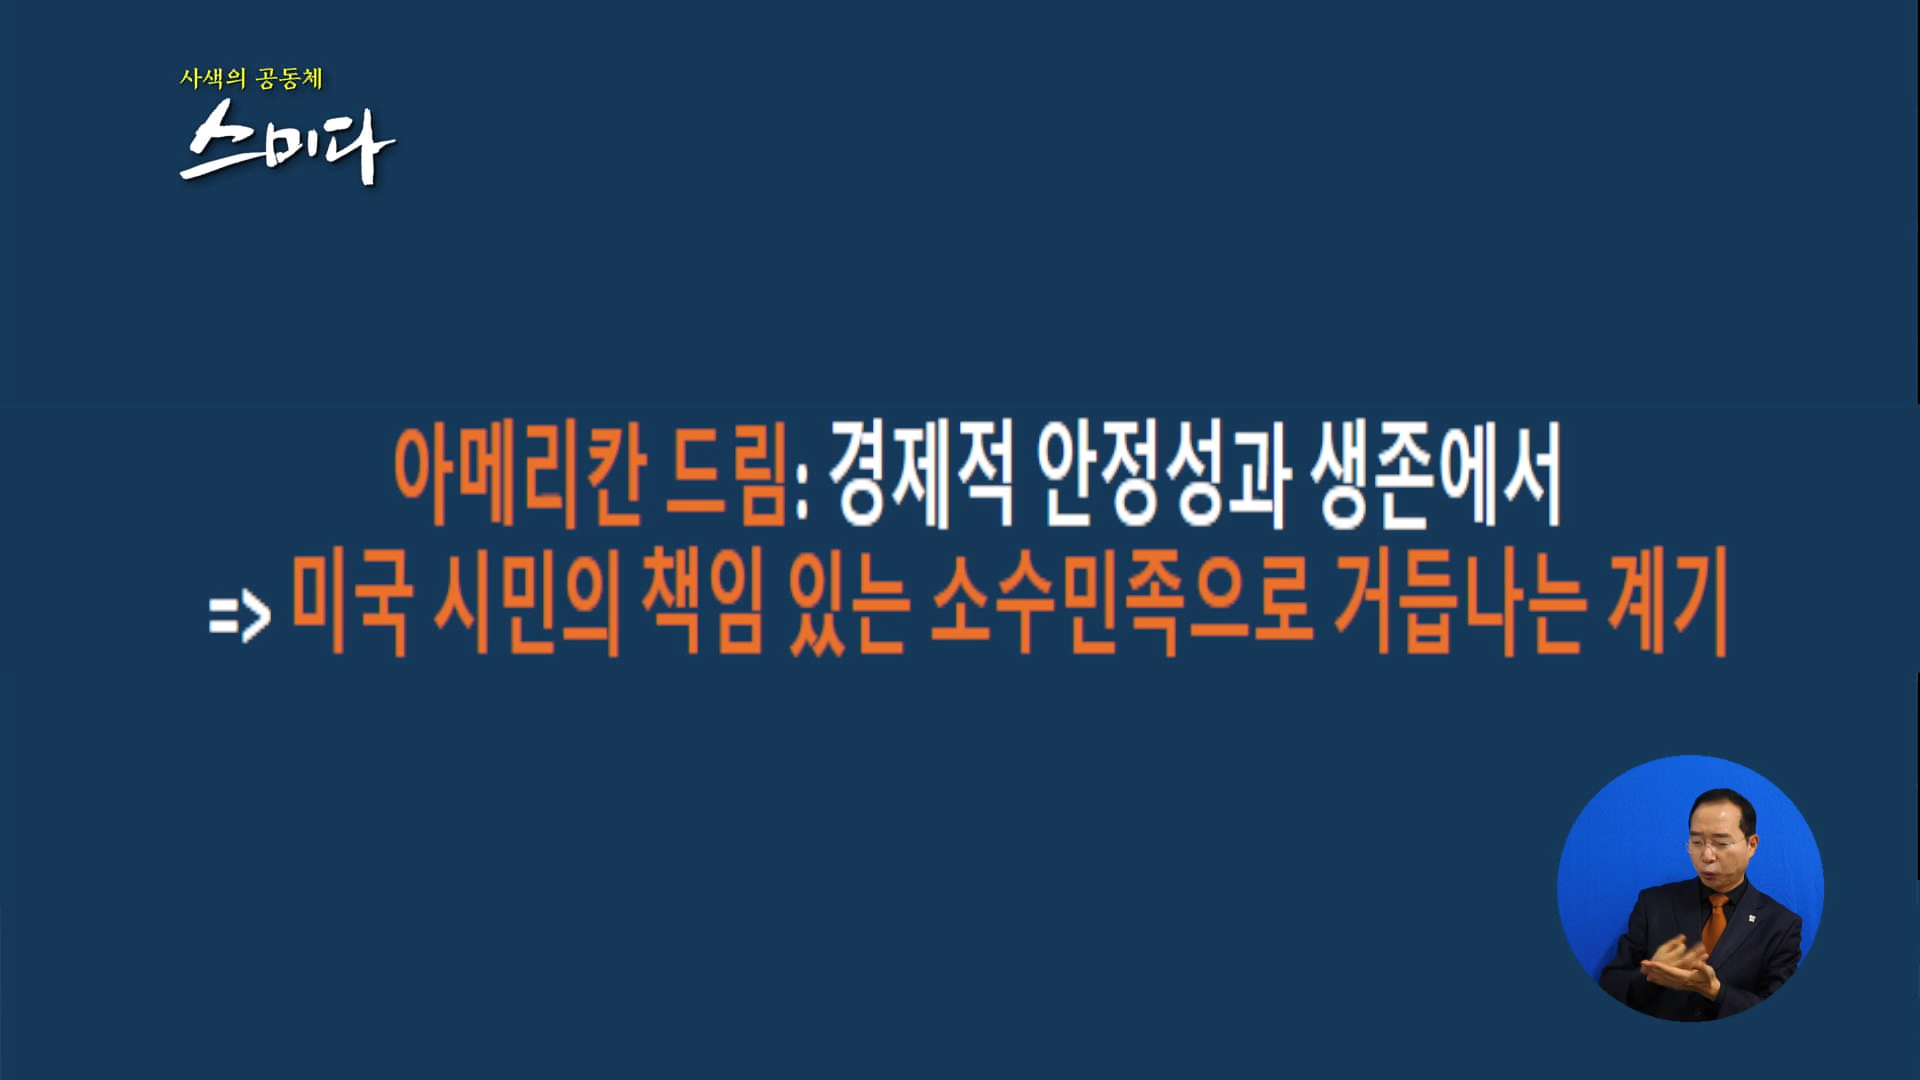 사색의 공동체
스미다
아메리칸 드림: 경제적 안정성과 생존에서
=> 미국 시민의 책임 있는 소수민족으로 거듭나는 계기